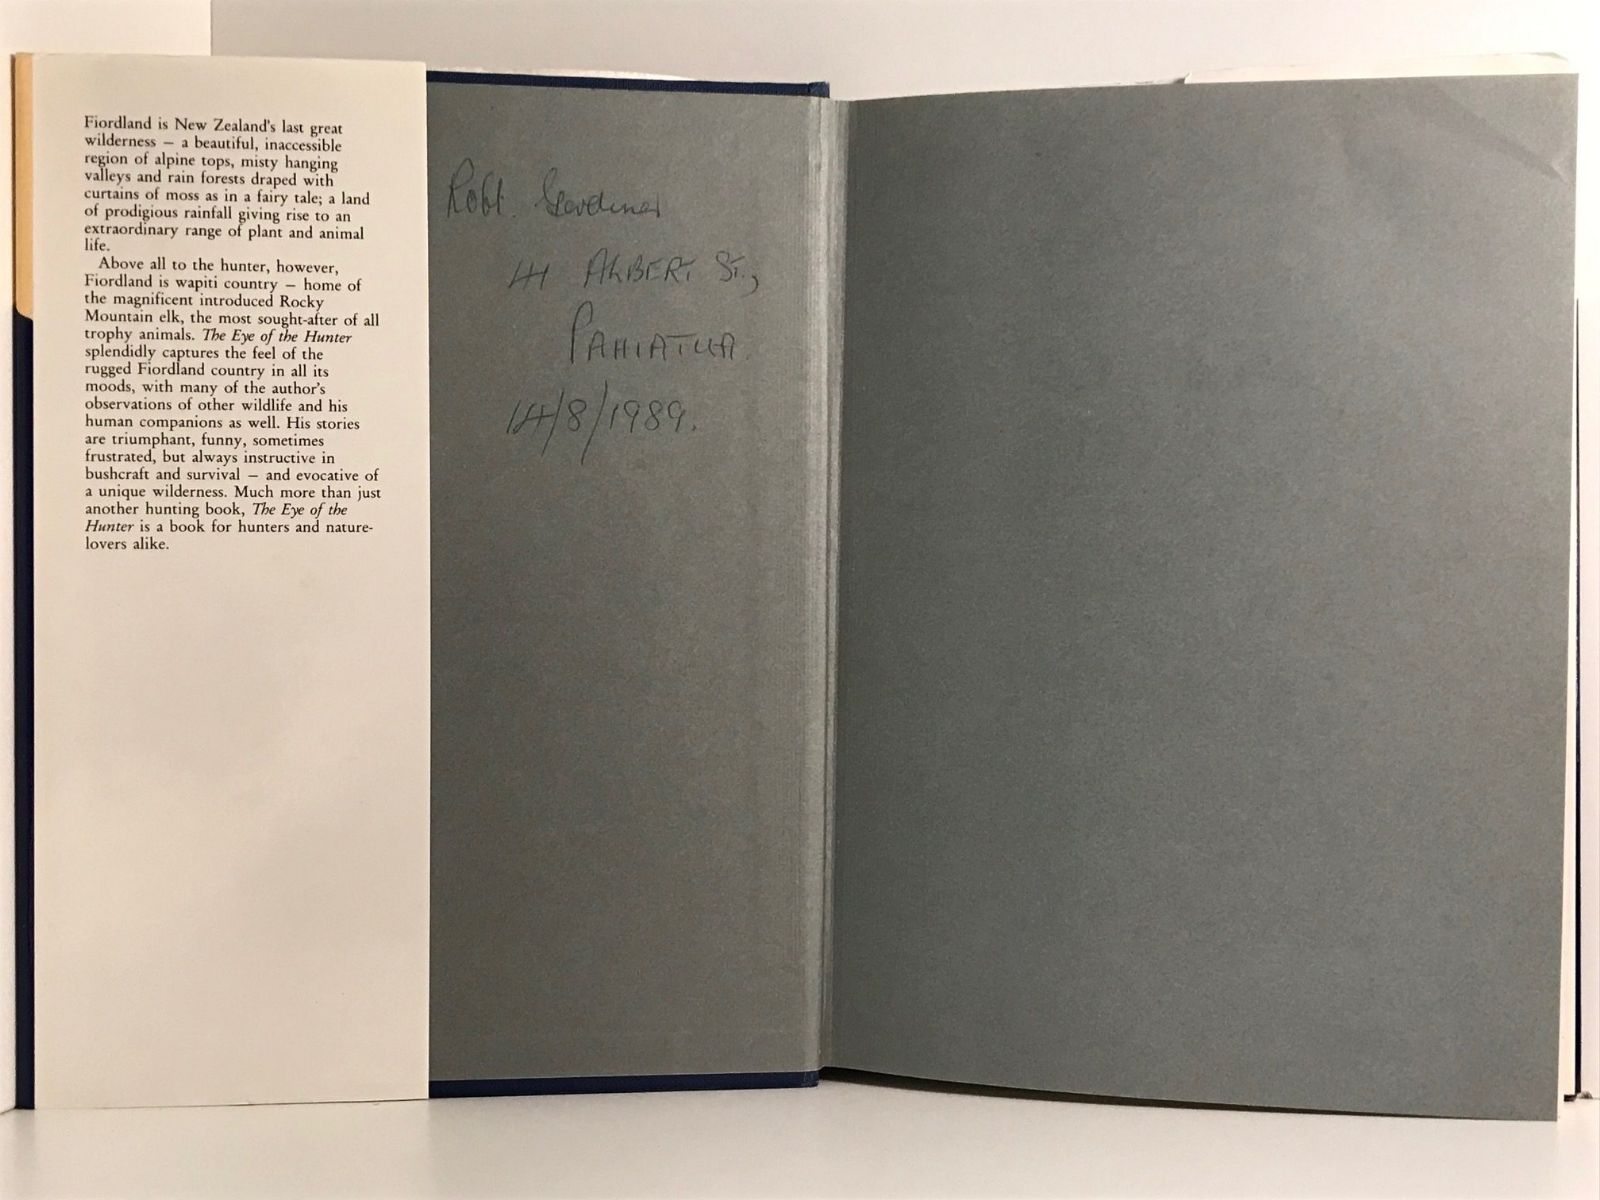 Fiordland is New Zealand's last great
wilderness – a beautiful, inaccessible
region of alpine tops, misty hanging
valleys and rain forests draped with
curtains of moss as in a fairy tale; a land
of prodigious rainfall giving rise to an
extraordinary range of plant and animal
life.
Above all to the hunter, however,
Fiordland is wapiti country – home of
the magnificent introduced Rocky
Mountain elk, the most sought-after of all
trophy animals. The Eye of the Hunter
splendidly captures the feel of the
rugged Fiordland country in all its
moods, with many of the author's
observations of other wildlife and his
human companions as well. His stories
are triumphant, funny, sometimes
frustrated, but always instructive in
bushcraft and survival – and evocative of
a unique wilderness. Much more than just
another hunting book, The Eye of the
Hunter is a book for hunters and nature-
lovers alike.
Robt.
ALBERT ST.,
PAHIATUA.
14/8/1989.